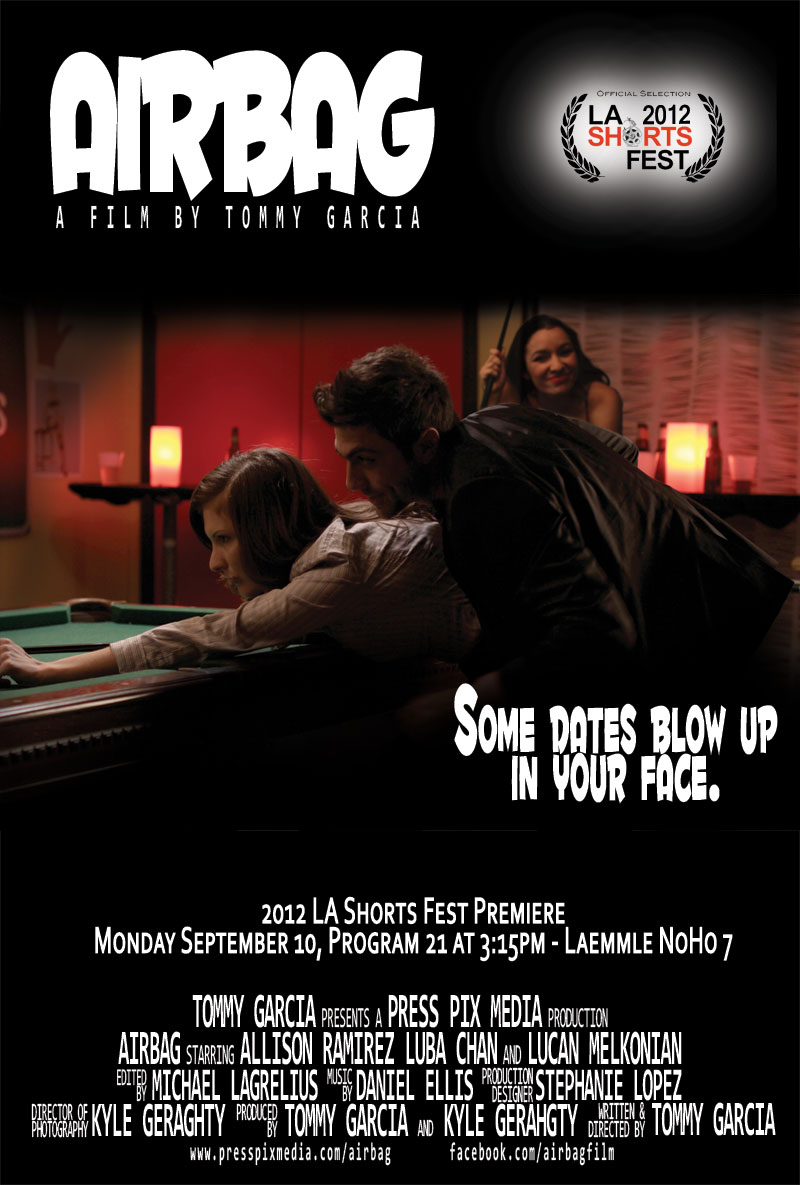 AIRBAG
A FILM BY TOMMY GARCIA
OFFICIAL SELECTION
LA 2012
SHORTS
FEST
SOME DATES BLOW UP
IN YOUR FACE.
2012 LA SHORTS FEST PREMIERE
MONDAY SEPTEMBER 10, PROGRAM 21 AT 3:15PM - LAEMMLE NOHO 7
TOMMY GARCIA PRESENTS A PRESS PIX MEDIA PRODUCTION
AIRBAG STARRING ALLISON RAMIREZ LUBA CHAN AND LUCAN MELKONIAN
EDITED BY MICHAEL LAGRELIUS MUSIC BY DANIEL ELLIS PRODUCTION DESIGNER STEPHANIE LOPEZ
DIRECTOR OF PHOTOGRAPHY KYLE GERAGHTY PRODUCED BY TOMMY GARCIA AND KYLE GERAHGTY WRITTEN & DIRECTED BY TOMMY GARCIA
www.presspixmedia.com/airbag facebook.com/airbagfilm